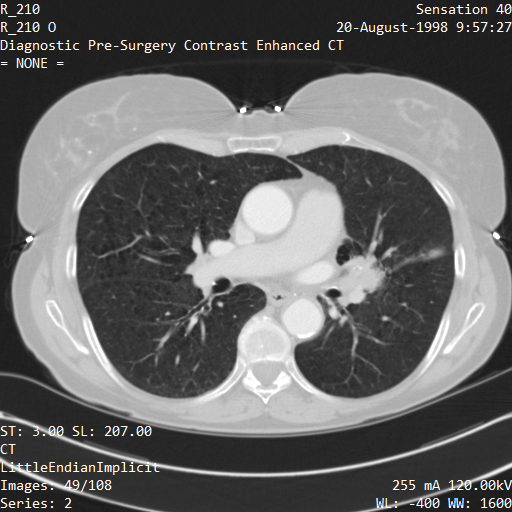 R_210
Sensation 40
R_210 O
20-August-1998 9:57:27
Diagnostic Pre-Surgery Contrast Enhanced CT
= NONE =
ST: 3.00 SL: 207.00
CT
LittleEndianImplicit
Images: 49/108
255 mA 120.00kV
Series: 2
WL: -400 WW: 1600